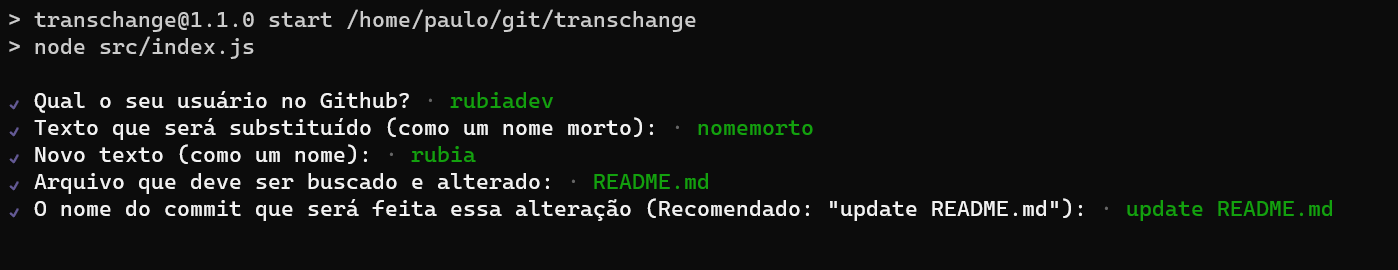 > transchange@1.1.0 start /home/paulo/git/transchange
> node src/index.js
✓ Qual o seu usuário no Github? · rubiadev
✓ Texto que será substituído (como um nome morto): · nomemorto
✓ Novo texto (como um nome): · rubia
✓ Arquivo que deve ser buscado e alterado: · README.md
✓ O nome do commit que será feita essa alteração (Recomendado: "update README.md"): · update README.md